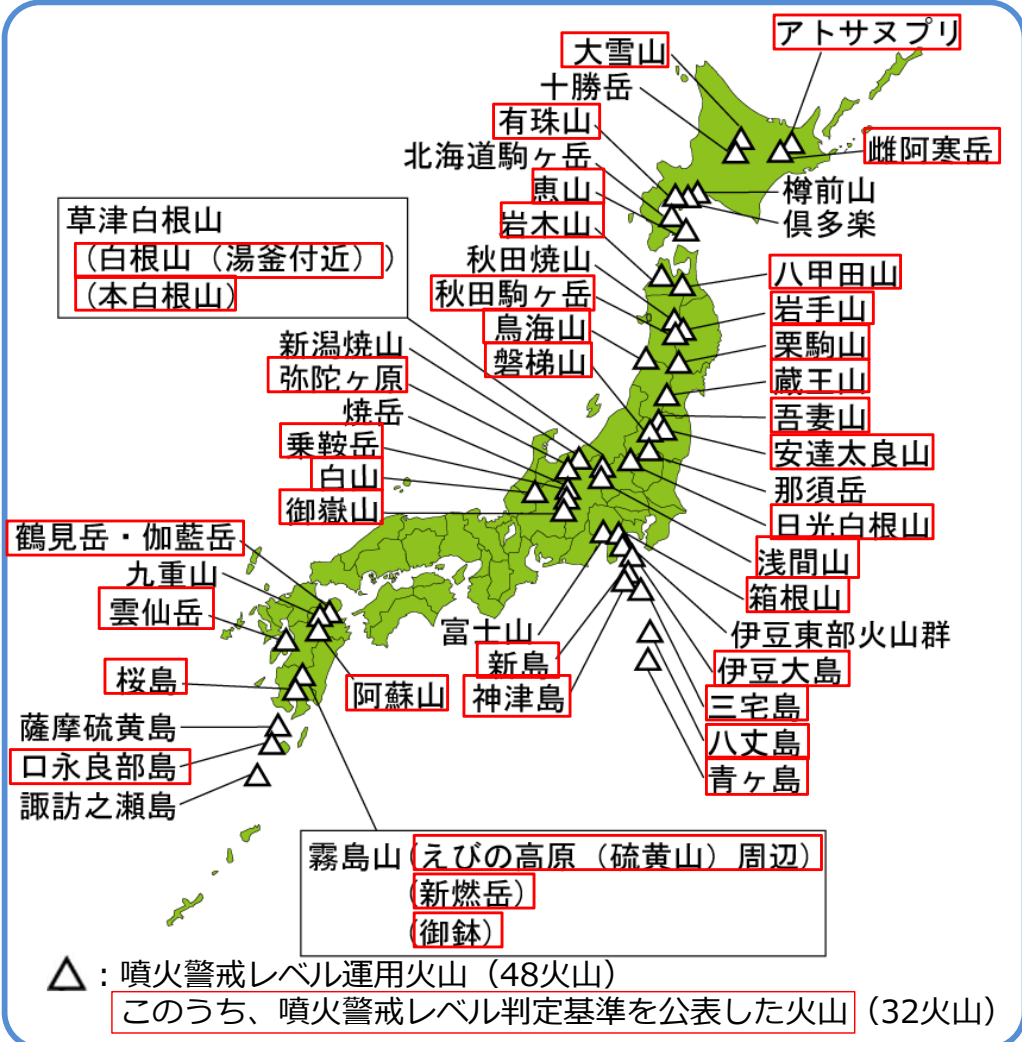 アトサヌプリ
大雪山
十勝岳
有珠山
北海道駒ヶ岳
雌阿寒岳
恵山
樽前山
倶多楽
岩木山
草津白根山
（白根山（湯釜付近））
（本白根山）
秋田焼山
八甲田山
秋田駒ヶ岳
岩手山
鳥海山
新潟焼山
栗駒山
磐梯山
弥陀ヶ原
蔵王山
焼岳
吾妻山
乗鞍岳
安達太良山
白山
那須岳
御嶽山
日光白根山
鶴見岳・伽藍岳
浅間山
九重山
箱根山
雲仙岳
富士山
伊豆東部火山群
新島
伊豆大島
桜島
阿蘇山
神津島
三宅島
薩摩硫黄島
八丈島
口永良部島
青ヶ島
諏訪之瀬島
霧島山（えびの高原（硫黄山）周辺）
（新燃岳）
（御鉢）
△：噴火警戒レベル運用火山（48火山）
このうち、噴火警戒レベル判定基準を公表した火山（32火山）